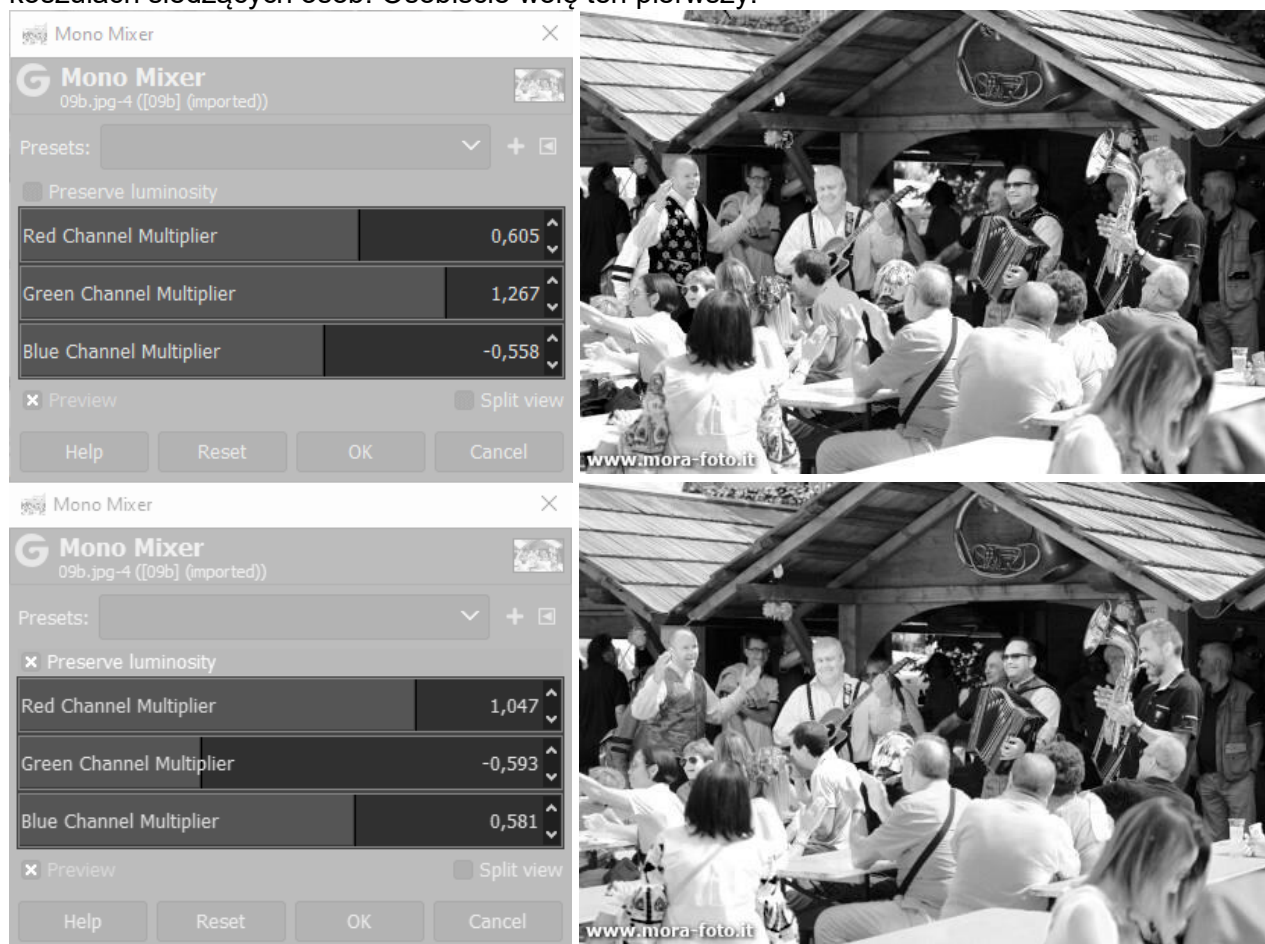 koszulach siedzących osób. Osobiście wolę ten pierwszy.
Mono Mixer
Mono Mixer
09b.jpg-4 ([09b] (imported))
Presets:
Preserve luminosity
Red Channel Multiplier 0,605
Green Channel Multiplier 1,267
Blue Channel Multiplier -0,558
Preview Split view
Help Reset OK Cancel
www.mora-foto.it
Mono Mixer
Mono Mixer
09b.jpg-4 ([09b] (imported))
Presets:
Preserve luminosity
Red Channel Multiplier 1,047
Green Channel Multiplier -0,593
Blue Channel Multiplier 0,581
Preview Split view
Help Reset OK Cancel
www.mora-foto.it